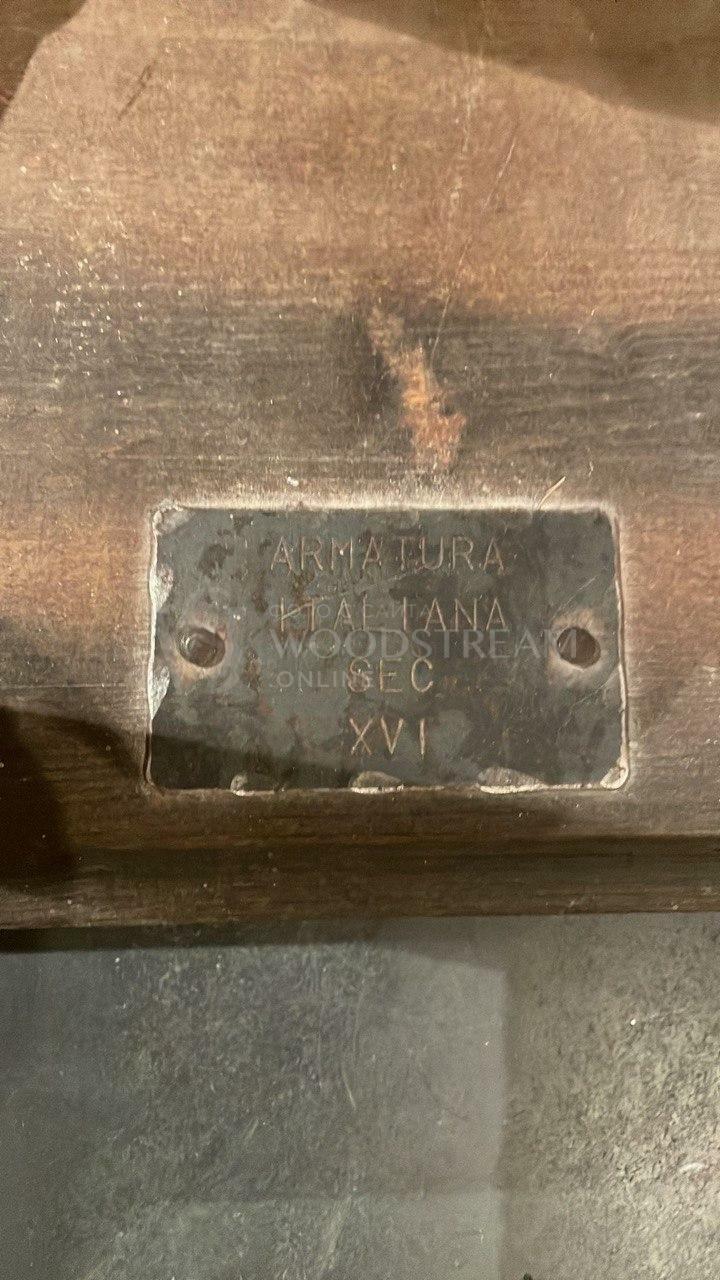 ARMATURA
ITALIANA
SEC
XVI
WOODSTREAM
ONLINE